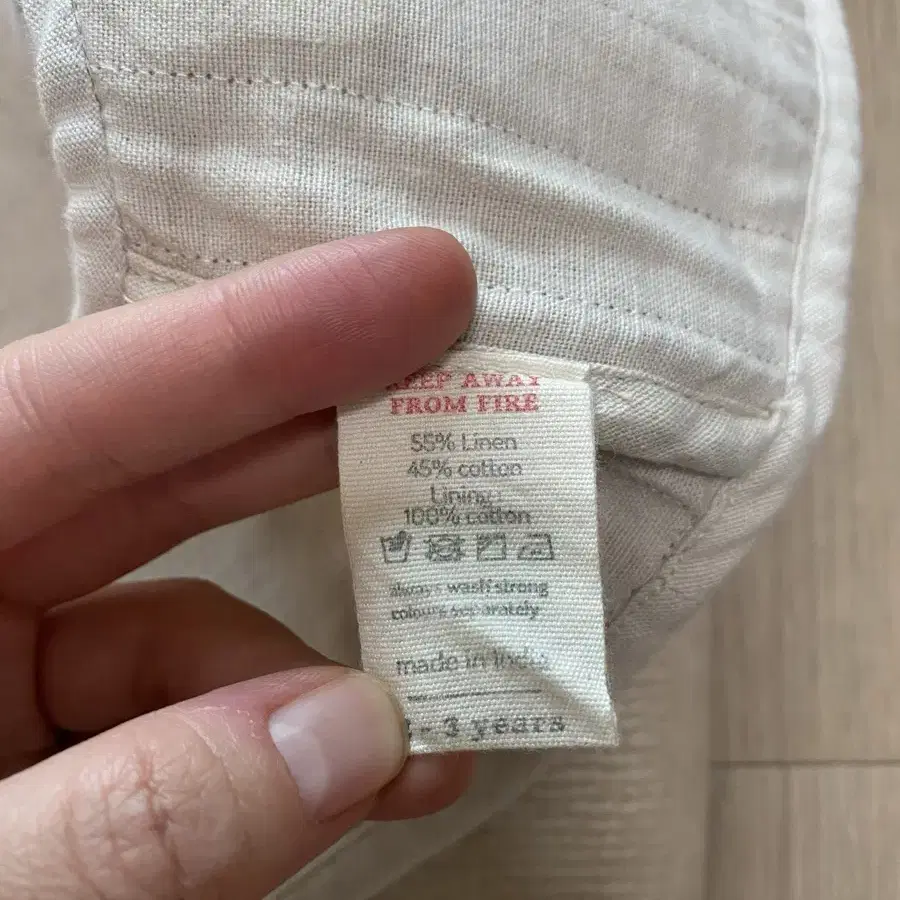 KEEP AWAY
FROM FIRE
55% Linen
45% cotton
Lining:
100% cotton
always wash strong
colours separately
made in India
- 3 years